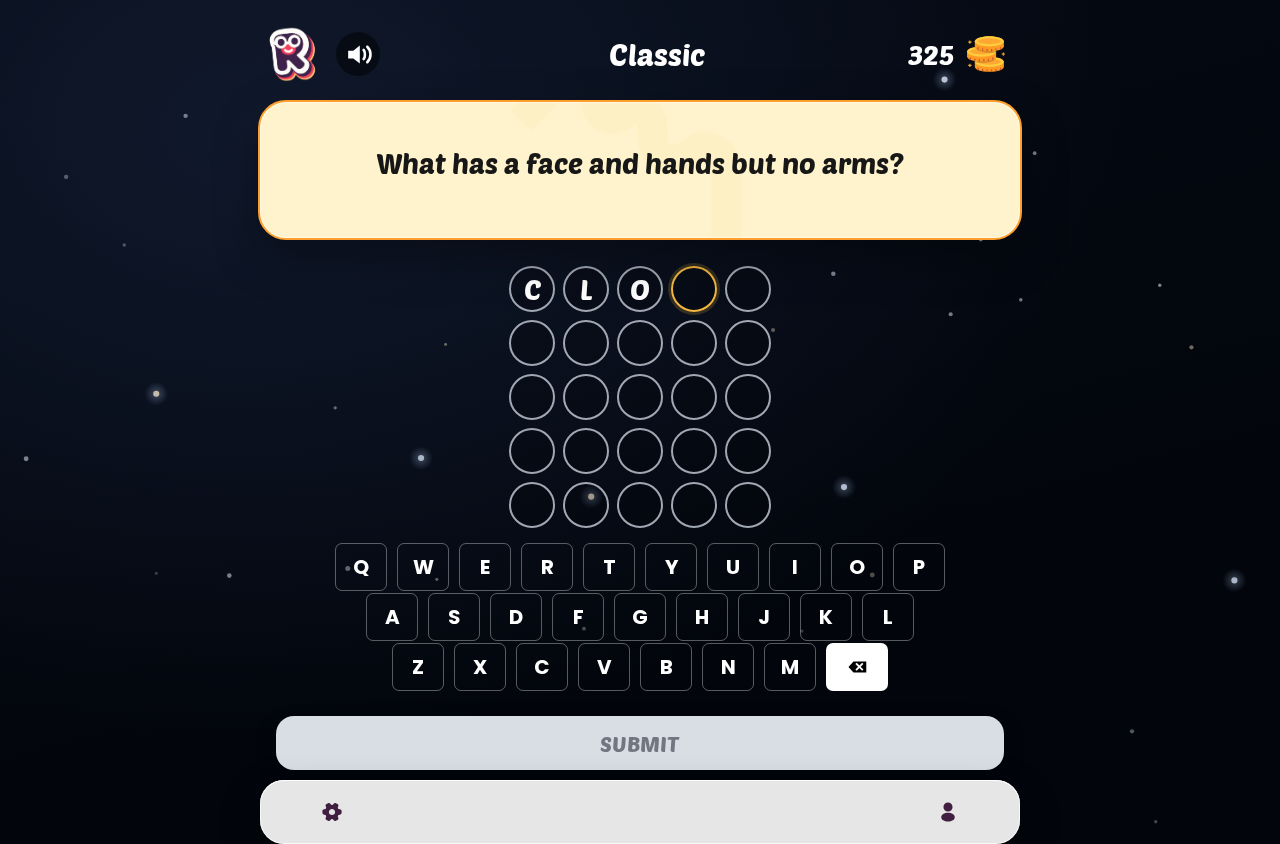 R
Classic
325
What has a face and hands but no arms?
C L O
Q W E R T Y U I O P
A S D F G H J K L
Z X C V B N M
SUBMIT